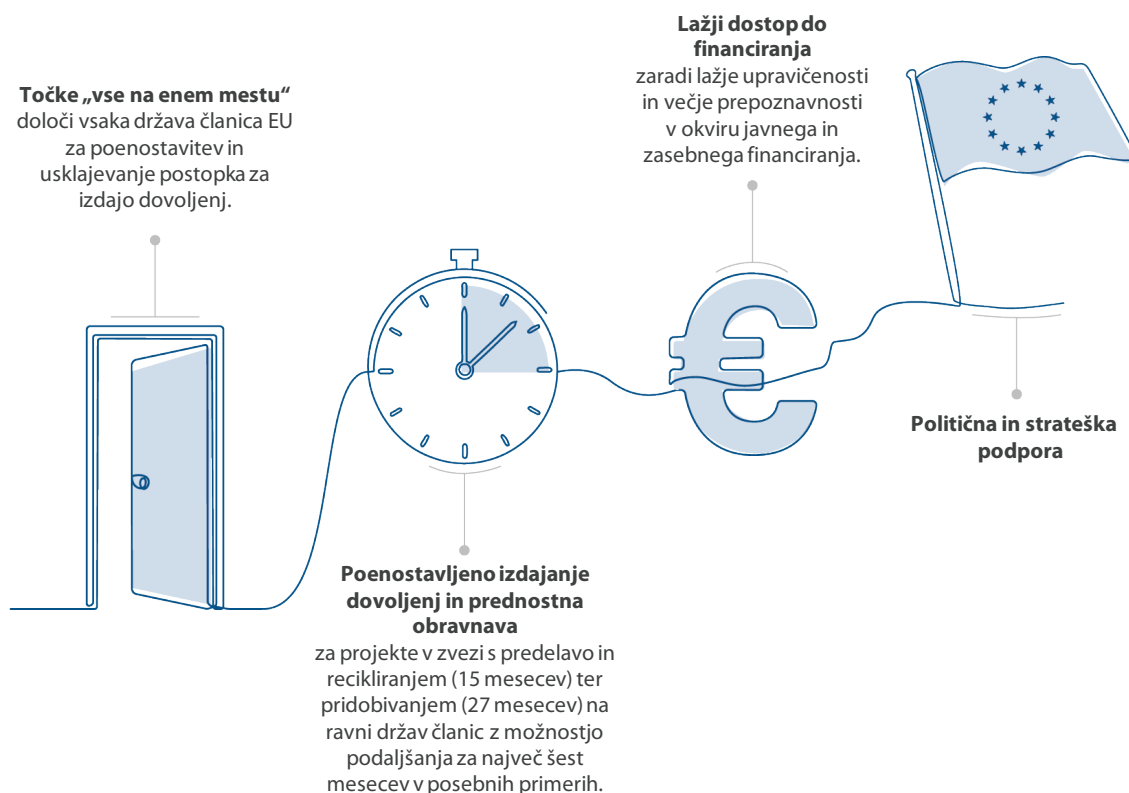 Točke „vse na enem mestu“
določi vsaka država članica EU
za poenostavitev in
usklajevanje postopka za
izdajo dovoljenj.
Poenostavljeno izdajanje
dovoljenj in prednostna
obravnava
za projekte v zvezi s predelavo in
recikliranjem (15 mesecev) ter
pridobivanjem (27 mesecev) na
ravni držav članic z možnostjo
podaljšanja za največ šest
mesecev v posebnih primerih.
Lažji dostop do
financiranja
zaradi lažje upravičenosti
in večje prepoznavnosti
v okviru javnega in
zasebnega financiranja.
€
Politična in strateška
podpora